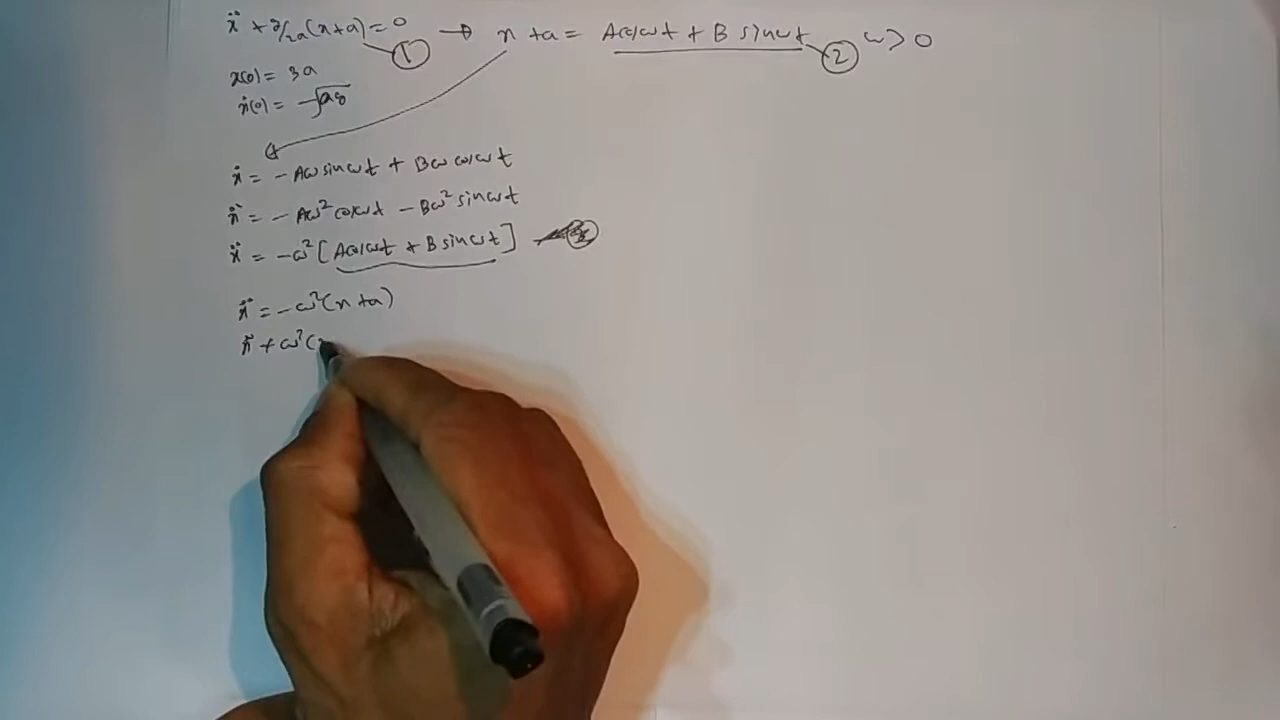 ẍ + g/2a (x+a) = 0 → x + a = A cos ωt + B sin ωt ω > 0
① ②
x(0) = 3a
ẋ(0) = -√ag
ẋ = - Aω sin ωt + Bω cos ωt
ẍ = - Aω² cos ωt - Bω² sin ωt
ẍ = -ω² [A cos ωt + B sin ωt]
ẍ = -ω² (x + a)
ẍ + ω² (